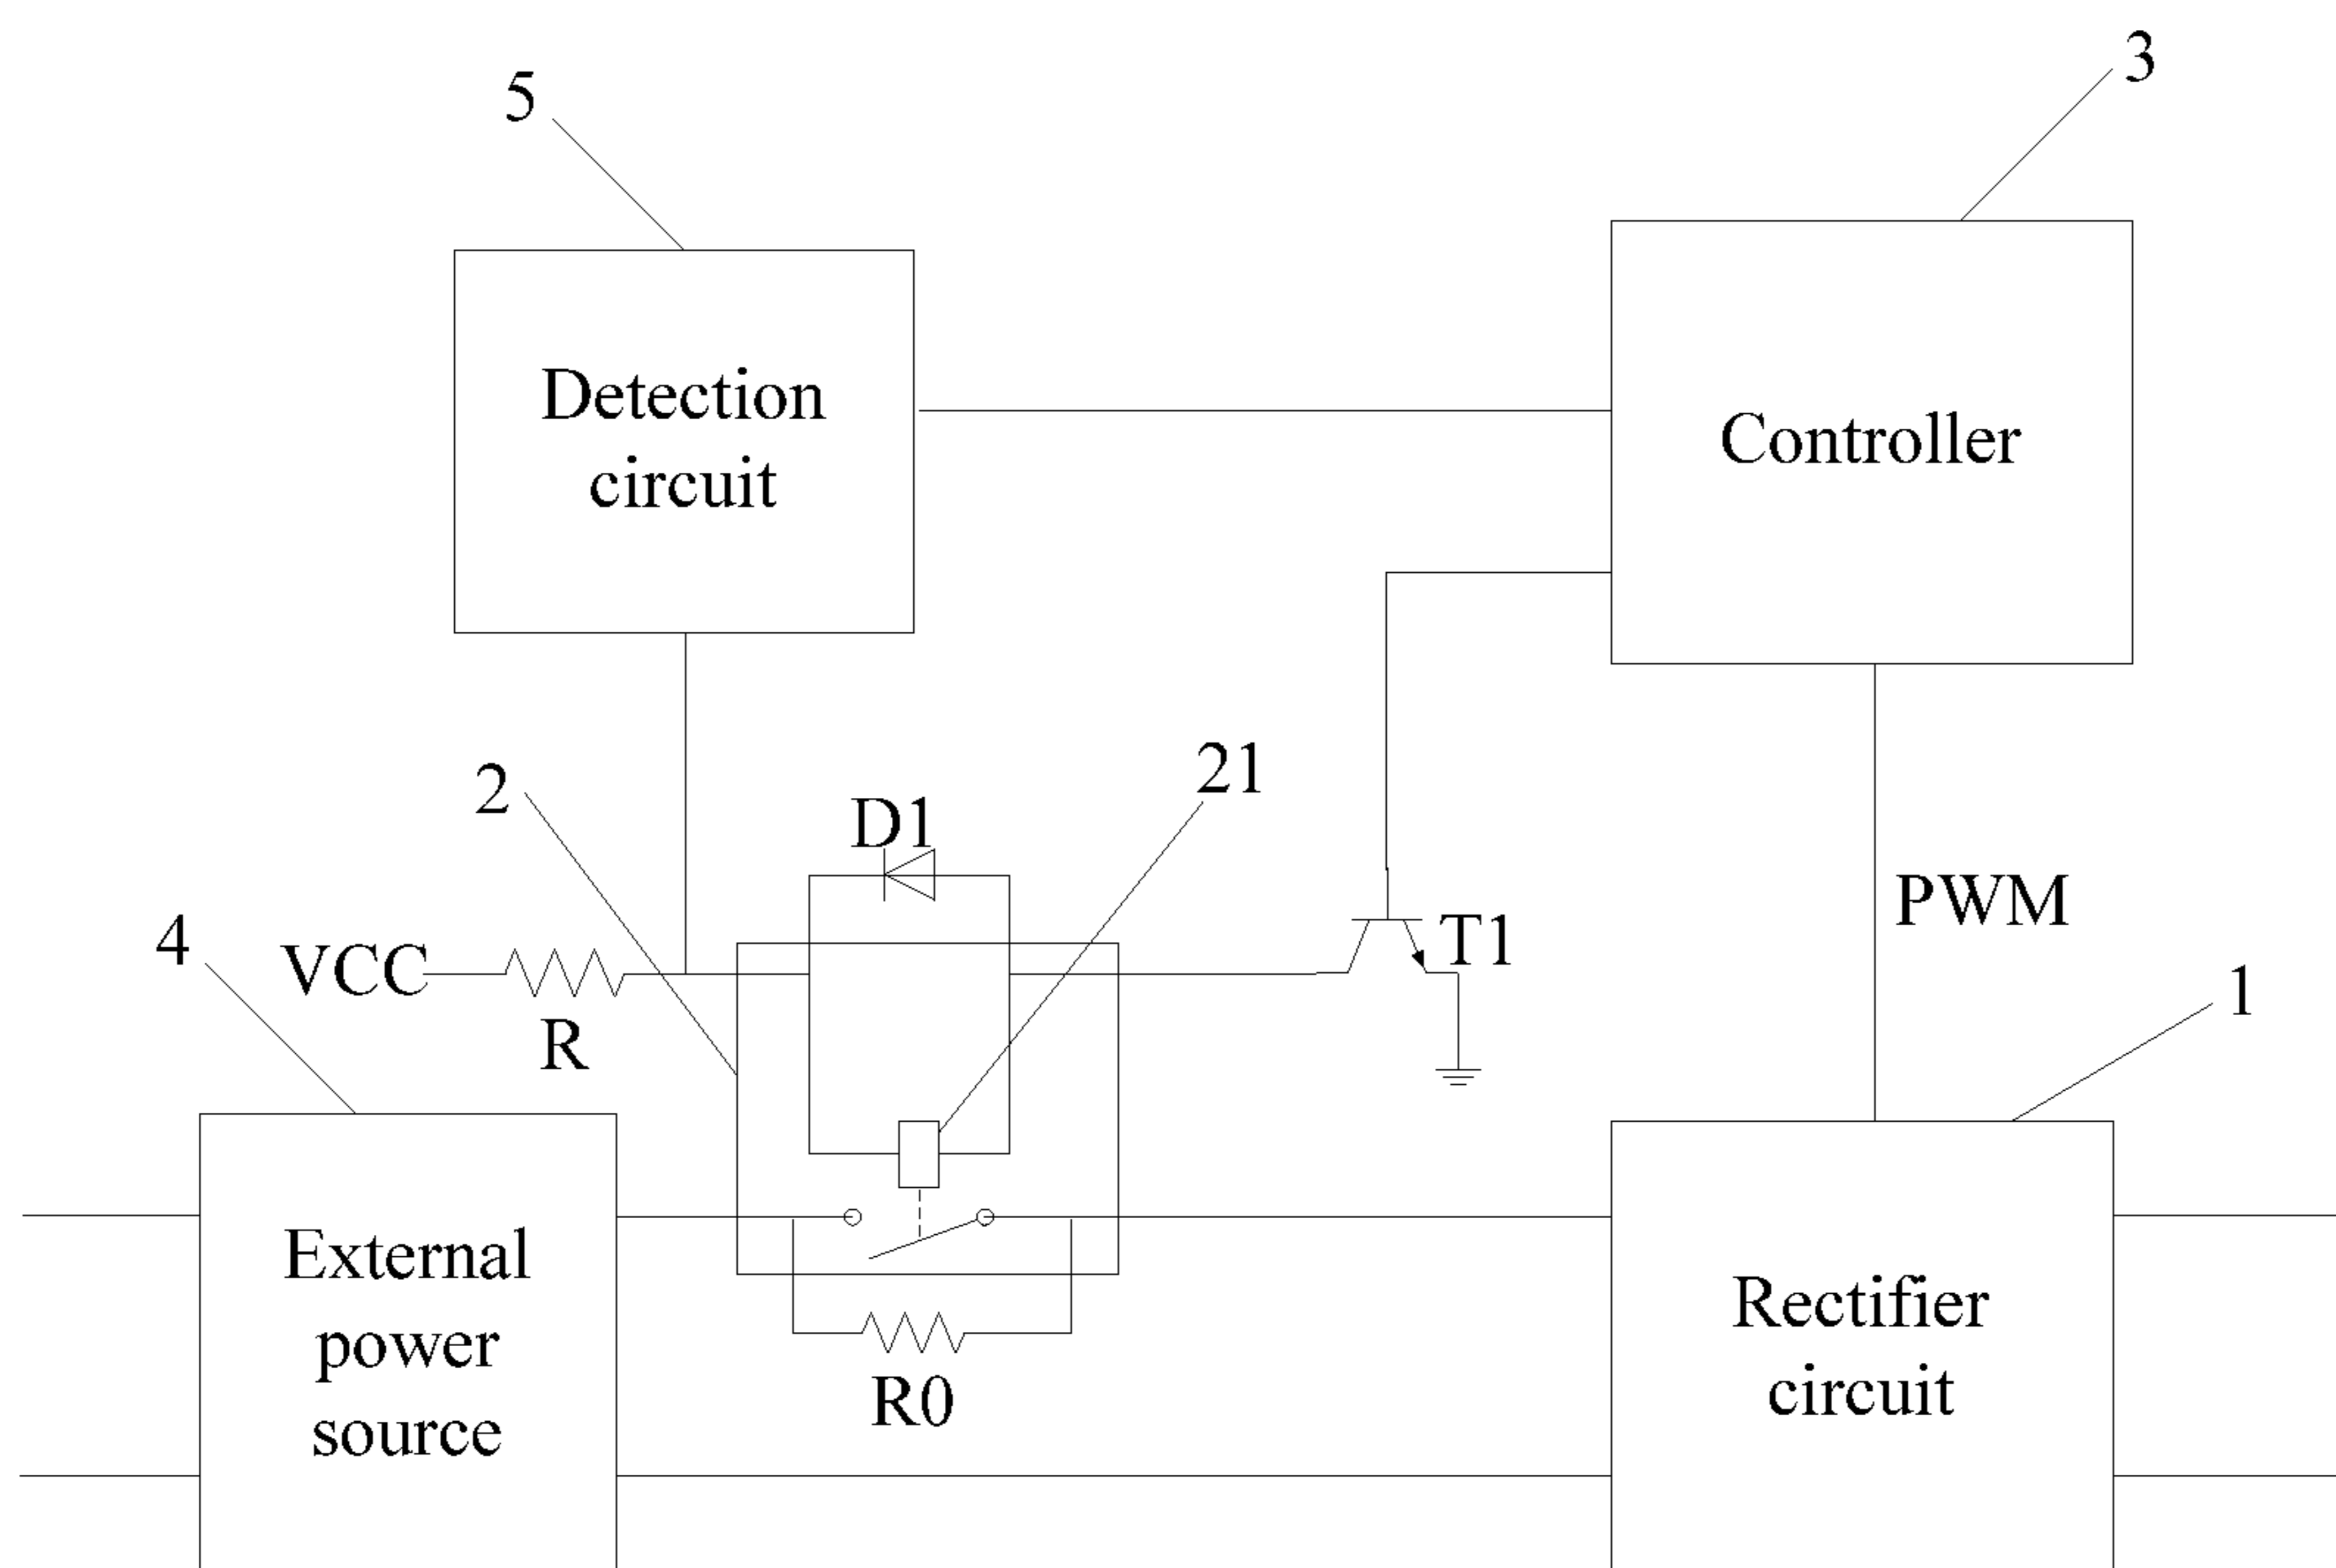 3
5
Detection
circuit
Controller
21
2
D1
PWM
T1
4
VCC
1
R
External
power
source
Rectifier
circuit
R0